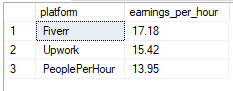 platform earnings_per_hour
1 Fiverr 17.18
2 Upwork 15.42
3 PeoplePerHour 13.95